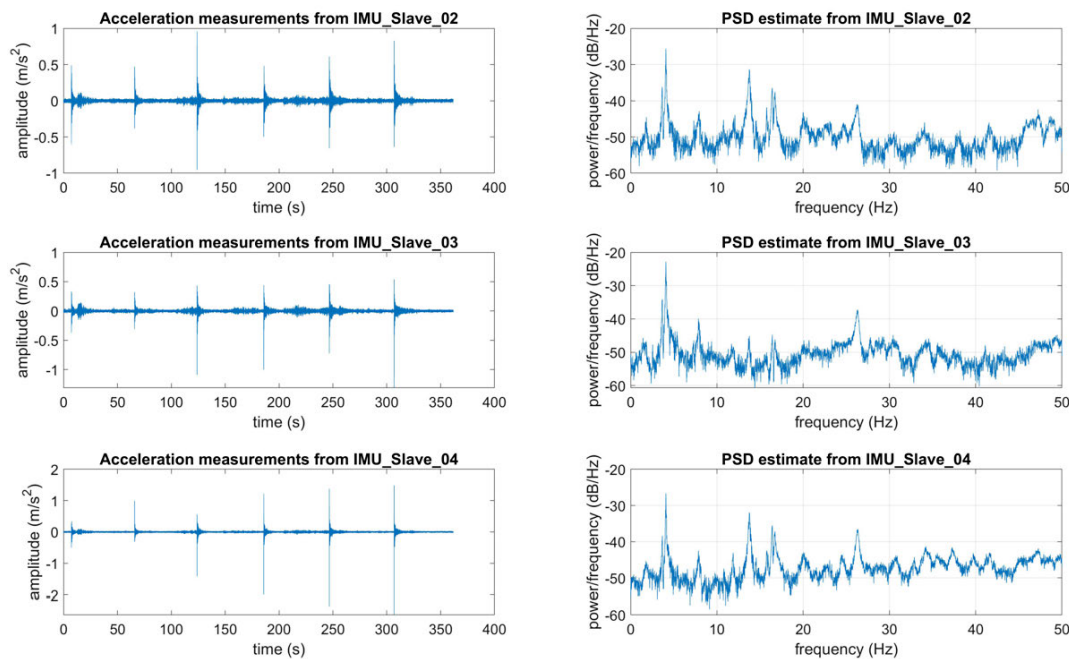 Acceleration measurements from IMU_Slave_02
amplitude (m/s²)
1
0.5
0
-0.5
-1
0 50 100 150 200 250 300 350 400
time (s)
PSD estimate from IMU_Slave_02
power/frequency (dB/Hz)
-20
-30
-40
-50
-60
0 10 20 30 40 50
frequency (Hz)
Acceleration measurements from IMU_Slave_03
amplitude (m/s²)
1
0.5
0
-0.5
-1
0 50 100 150 200 250 300 350 400
time (s)
PSD estimate from IMU_Slave_03
power/frequency (dB/Hz)
-20
-30
-40
-50
-60
0 10 20 30 40 50
frequency (Hz)
Acceleration measurements from IMU_Slave_04
amplitude (m/s²)
2
1
0
-1
-2
0 50 100 150 200 250 300 350 400
time (s)
PSD estimate from IMU_Slave_04
power/frequency (dB/Hz)
-20
-30
-40
-50
-60
0 10 20 30 40 50
frequency (Hz)